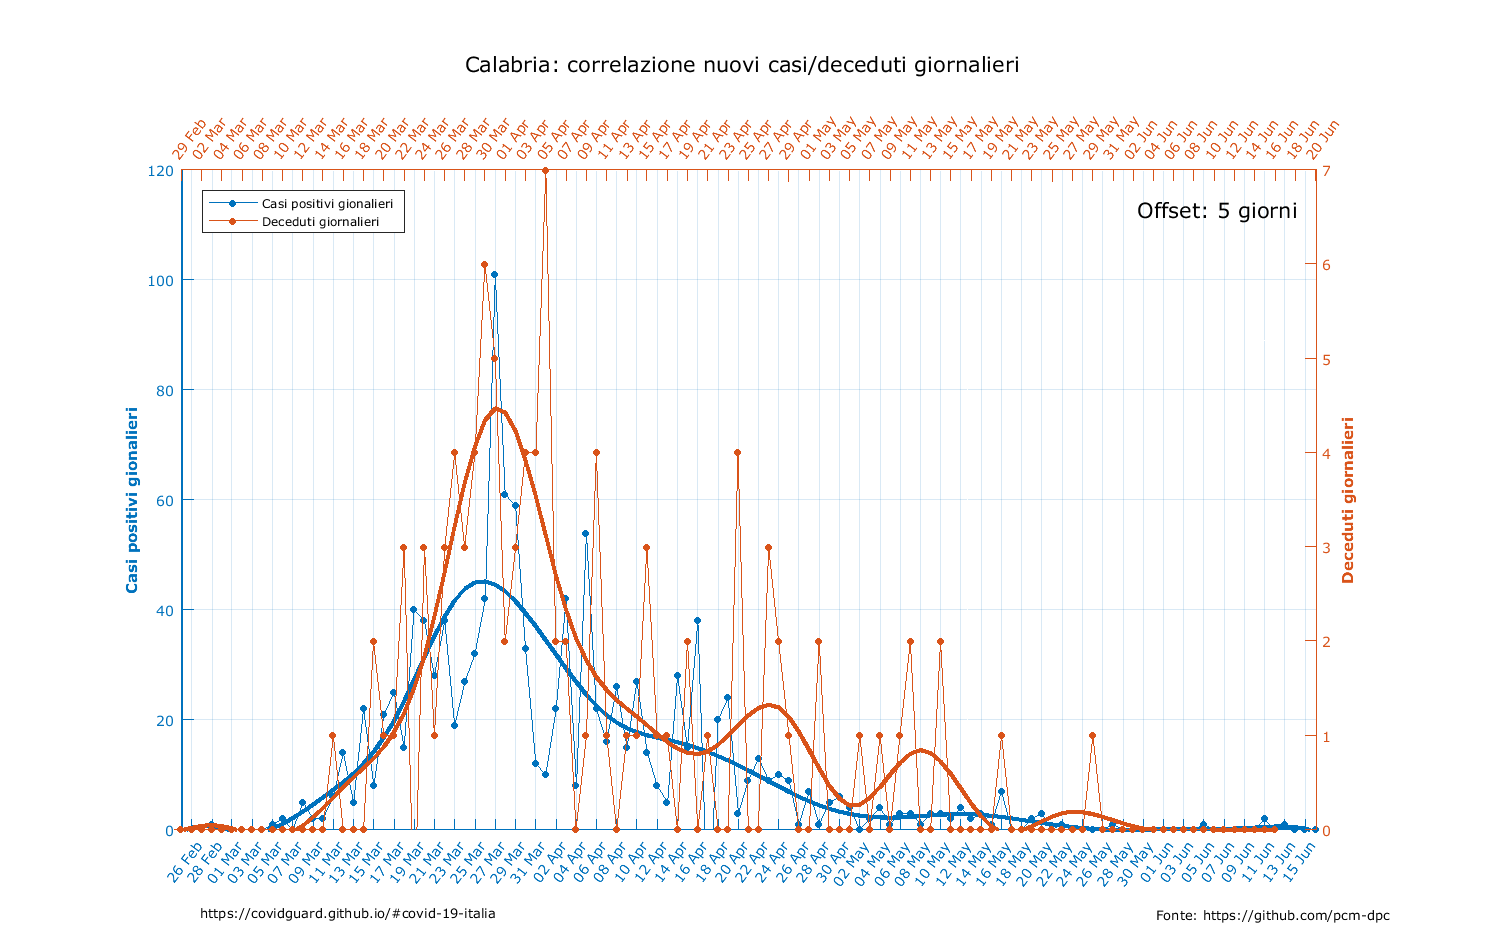 Calabria: correlazione nuovi casi/deceduti giornalieri
29 Feb
02 Mar
04 Mar
06 Mar
08 Mar
10 Mar
12 Mar
14 Mar
16 Mar
18 Mar
20 Mar
22 Mar
24 Mar
26 Mar
28 Mar
30 Mar
01 Apr
03 Apr
05 Apr
07 Apr
09 Apr
11 Apr
13 Apr
15 Apr
17 Apr
19 Apr
21 Apr
23 Apr
25 Apr
27 Apr
29 Apr
01 May
03 May
05 May
07 May
09 May
11 May
13 May
15 May
17 May
19 May
21 May
23 May
25 May
27 May
29 May
31 May
02 Jun
04 Jun
06 Jun
08 Jun
10 Jun
12 Jun
14 Jun
16 Jun
18 Jun
20 Jun
Casi positivi gionalieri
Deceduti giornalieri
Offset: 5 giorni
120
100
80
60
40
20
0
Casi positivi gionalieri
7
6
5
4
3
2
1
0
Deceduti giornalieri
26 Feb
28 Feb
01 Mar
03 Mar
05 Mar
07 Mar
09 Mar
11 Mar
13 Mar
15 Mar
17 Mar
19 Mar
21 Mar
23 Mar
25 Mar
27 Mar
29 Mar
31 Mar
02 Apr
04 Apr
06 Apr
08 Apr
10 Apr
12 Apr
14 Apr
16 Apr
18 Apr
20 Apr
22 Apr
24 Apr
26 Apr
28 Apr
30 Apr
02 May
04 May
06 May
08 May
10 May
12 May
14 May
16 May
18 May
20 May
22 May
24 May
26 May
28 May
30 May
01 Jun
03 Jun
05 Jun
07 Jun
09 Jun
11 Jun
13 Jun
15 Jun
https://covidguard.github.io/#covid-19-italia
Fonte: https://github.com/pcm-dpc